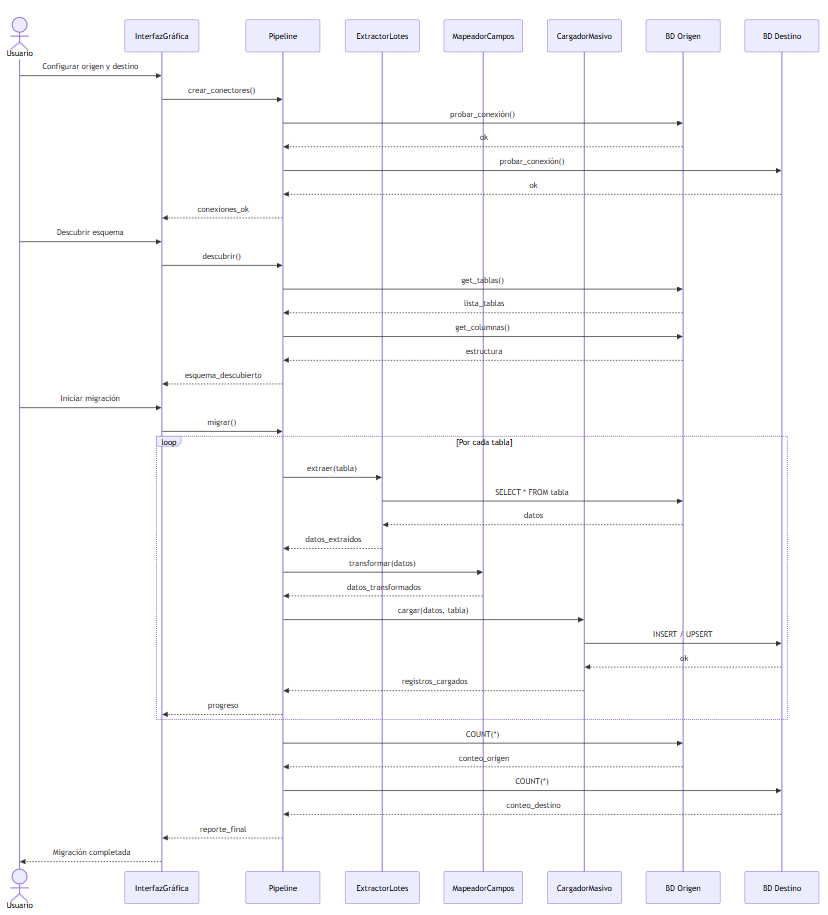 Usuario
InterfazGráfica
Pipeline
ExtractorLotes
MapeadorCampos
CargadorMasivo
BD Origen
BD Destino
Configurar origen y destino
crear_conectores()
probar_conexión()
ok
probar_conexión()
ok
conexiones_ok
Descubrir esquema
descubrir()
get_tablas()
lista_tablas
get_columnas()
estructura
esquema_descubierto
Iniciar migración
migrar()
loop
[Por cada tabla]
extraer(tabla)
SELECT * FROM tabla
datos
datos_extraidos
transformar(datos)
datos_transformados
cargar(datos, tabla)
INSERT / UPSERT
ok
registros_cargados
progreso
COUNT(*)
conteo_origen
COUNT(*)
conteo_destino
reporte_final
Migración completada
Usuario
InterfazGráfica
Pipeline
ExtractorLotes
MapeadorCampos
CargadorMasivo
BD Origen
BD Destino